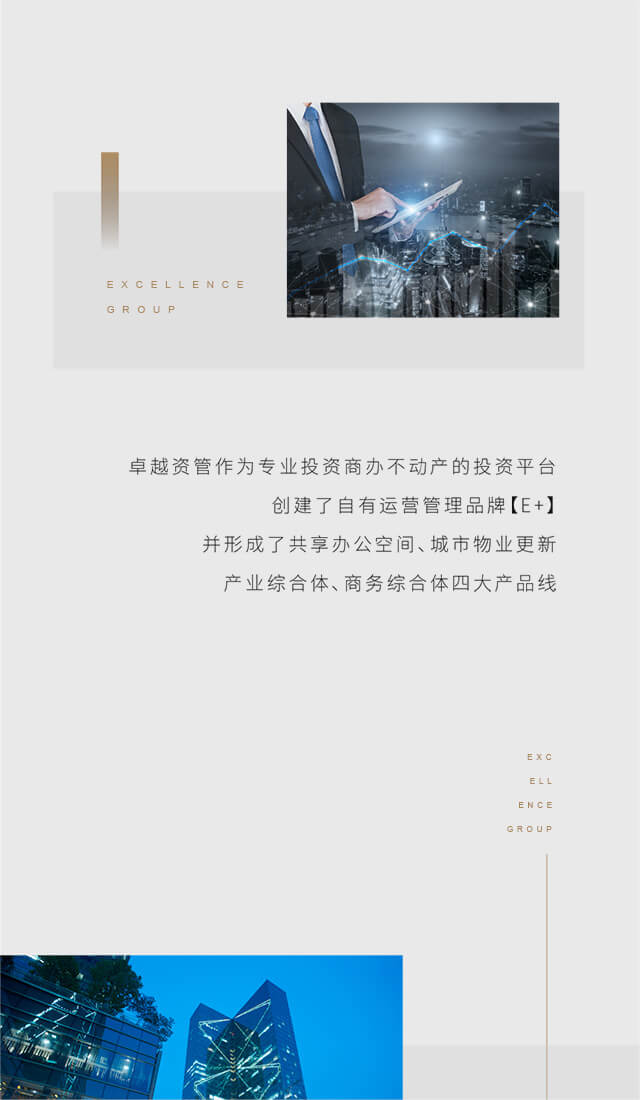 EXCELLENCE
GROUP
卓越资管作为专业投资商办不动产的投资平台
创建了自有运营管理品牌【E+】
并形成了共享办公空间、城市物业更新
产业综合体、商务综合体四大产品线
EXC
ELL
ENCE
GROUP